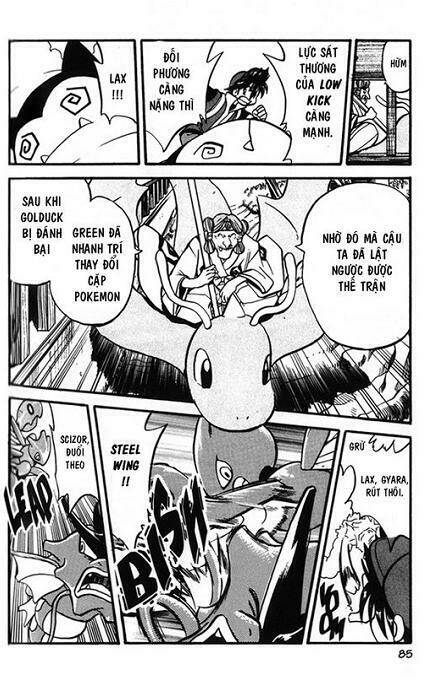 HỪM
LỰC SÁT
THƯƠNG
CỦA LOW
KICK
CÀNG
MẠNH.
ĐỐI
PHƯƠNG
CÀNG
NẶNG THÌ
LAX
!!!
NHỜ ĐÓ MÀ CẬU
TA ĐÃ LẬT
NGƯỢC ĐƯỢC
THẾ TRẬN
SAU KHI
GOLDUCK
BỊ ĐÁNH
BẠI
GREEN ĐÃ
NHANH TRÍ
THAY ĐỔI
CẶP
POKEMON
GRỪ
LAX, GYARA,
RÚT THÔI.
STEEL
WING
!!
BISH
SCIZOR,
ĐUỔI
THEO
LEAP
85